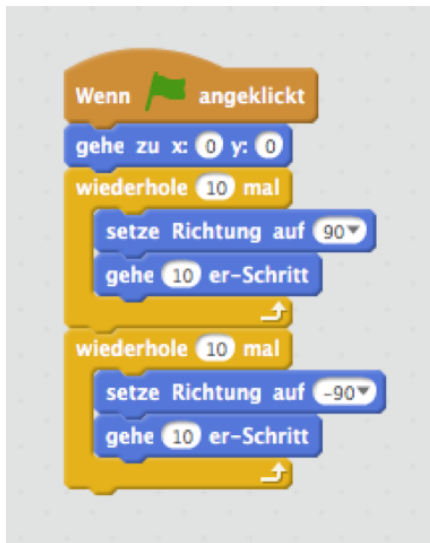 Wenn angeklickt
gehe zu x: 0 y: 0
wiederhole 10 mal
setze Richtung auf 90
gehe 10 er-Schritt
wiederhole 10 mal
setze Richtung auf -90
gehe 10 er-Schritt